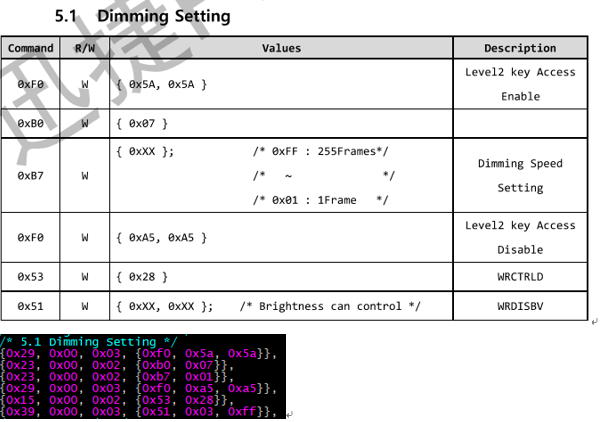 5.1 Dimming Setting
Command R/W Values Description
0xF0 W { 0x5A, 0x5A } Level2 key Access Enable
0xB0 W { 0x07 }
0xB7 W { 0xXX }; /* 0xFF : 255Frames*/
/* ~ */
/* 0x01 : 1Frame */
Dimming Speed Setting
0xF0 W { 0xA5, 0xA5 } Level2 key Access Disable
0x53 W { 0x28 } WRCTRLD
0x51 W { 0xXX, 0xXX }; /* Brightness can control */ WRDISBV
/* 5.1 Dimming Setting */
{0x29, 0x00, 0x03, {0xf0, 0x5a, 0x5a}},
{0x23, 0x00, 0x02, {0xb0, 0x07}},
{0x23, 0x00, 0x02, {0xb7, 0x01}},
{0x29, 0x00, 0x03, {0xf0, 0xa5, 0xa5}},
{0x15, 0x00, 0x02, {0x53, 0x28}},
{0x39, 0x00, 0x03, {0x51, 0x03, 0xff}},
迅捷